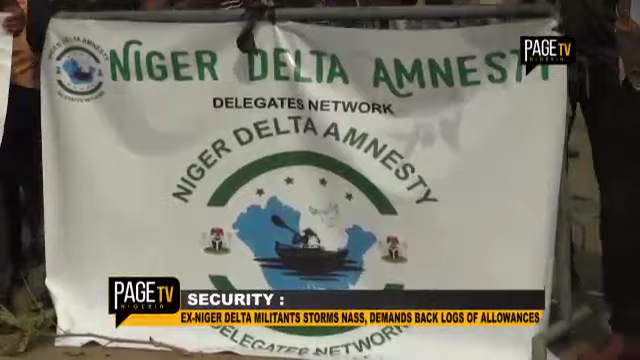 PAGE TV
NIGERIA
NIGER DELTA AMNESTY
DELEGATES NETWORK
NIGER DELTA AMNESTY
DELEGATES NETWORK
PAGE TV
NIGERIA
SECURITY :
EX-NIGER DELTA MILITANTS STORMS NASS, DEMANDS BACK LOGS OF ALLOWANCES